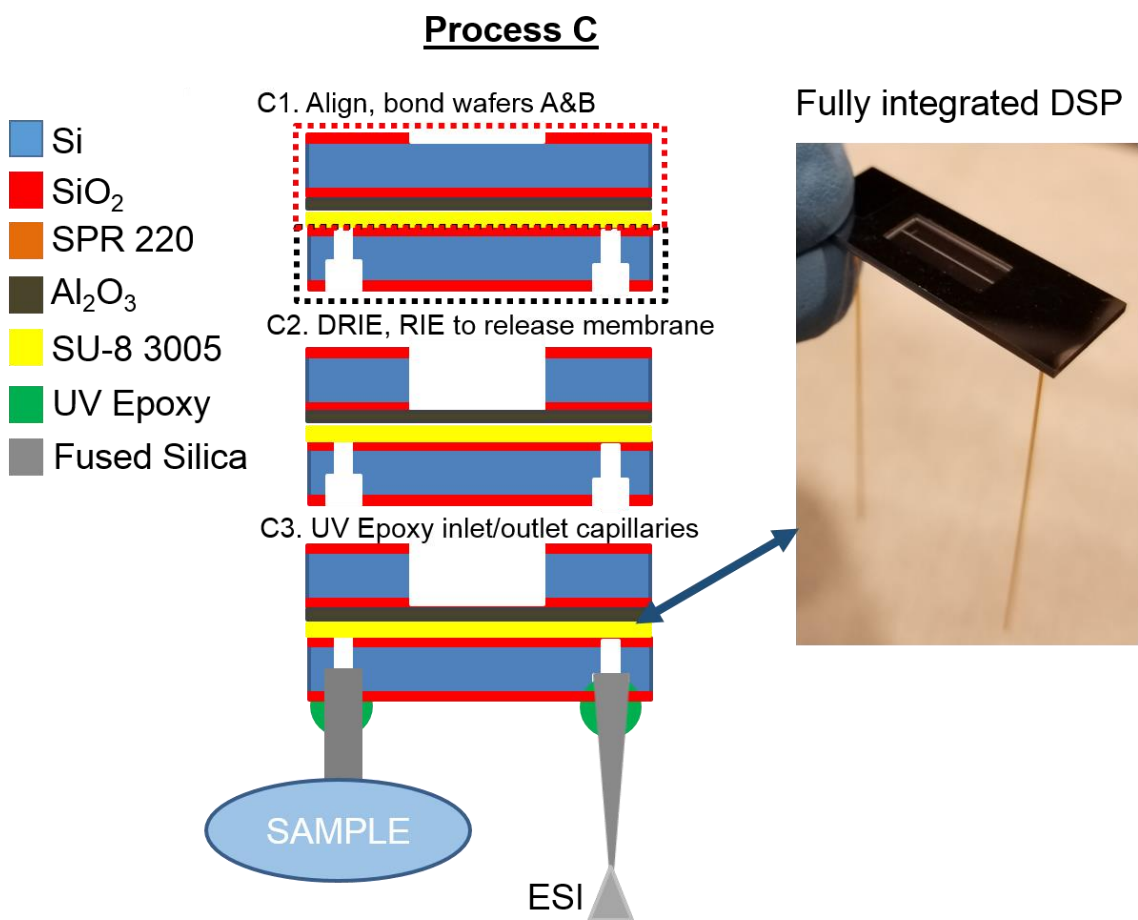 Process C
C1. Align, bond wafers A&B
Fully integrated DSP
Si
SiO₂
SPR 220
Al₂O₃
SU-8 3005
UV Epoxy
Fused Silica
C2. DRIE, RIE to release membrane
C3. UV Epoxy inlet/outlet capillaries
SAMPLE
ESI